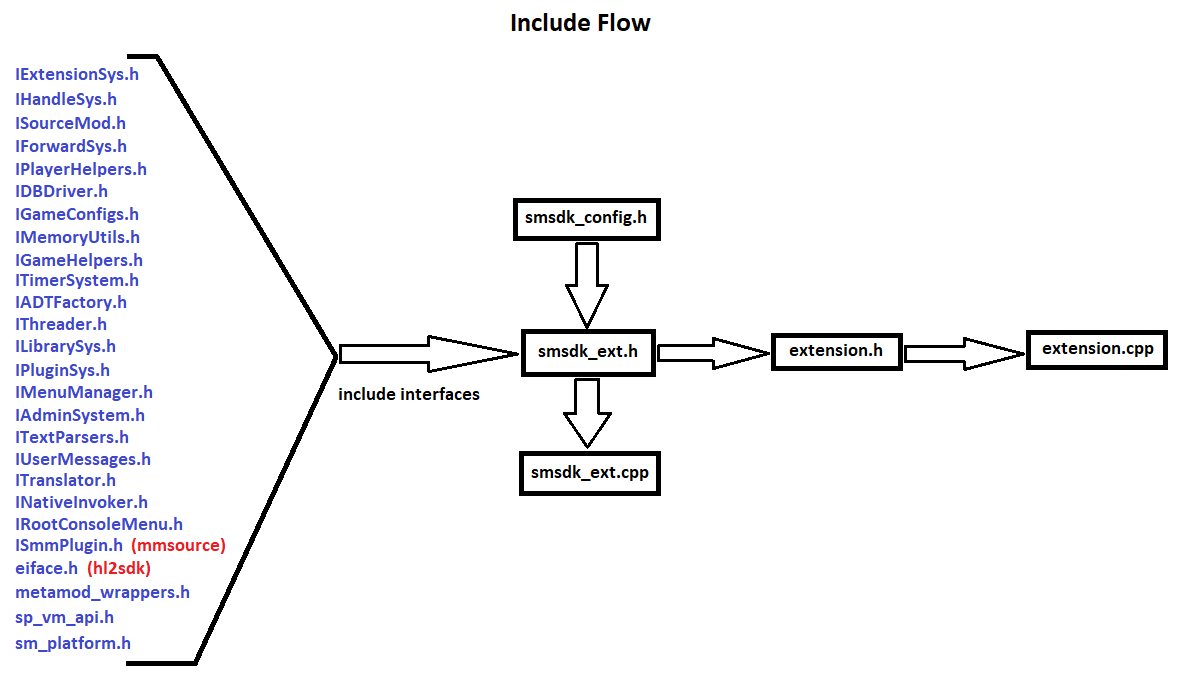 Include Flow
IExtensionSys.h
IHandleSys.h
ISourceMod.h
IForwardSys.h
IPlayerHelpers.h
IDBDriver.h
IGameConfigs.h
IMemoryUtils.h
IGameHelpers.h
ITimerSystem.h
IADTFactory.h
IThreader.h
ILibrarySys.h
IPluginSys.h
IMenuManager.h
IAdminSystem.h
ITextParsers.h
IUserMessages.h
ITranslator.h
INativeInvoker.h
IRootConsoleMenu.h
ISmmPlugin.h (mmsource)
eiface.h (hl2sdk)
metamod_wrappers.h
sp_vm_api.h
sm_platform.h
include interfaces
smsdk_config.h
smsdk_ext.h
smsdk_ext.cpp
extension.h
extension.cpp